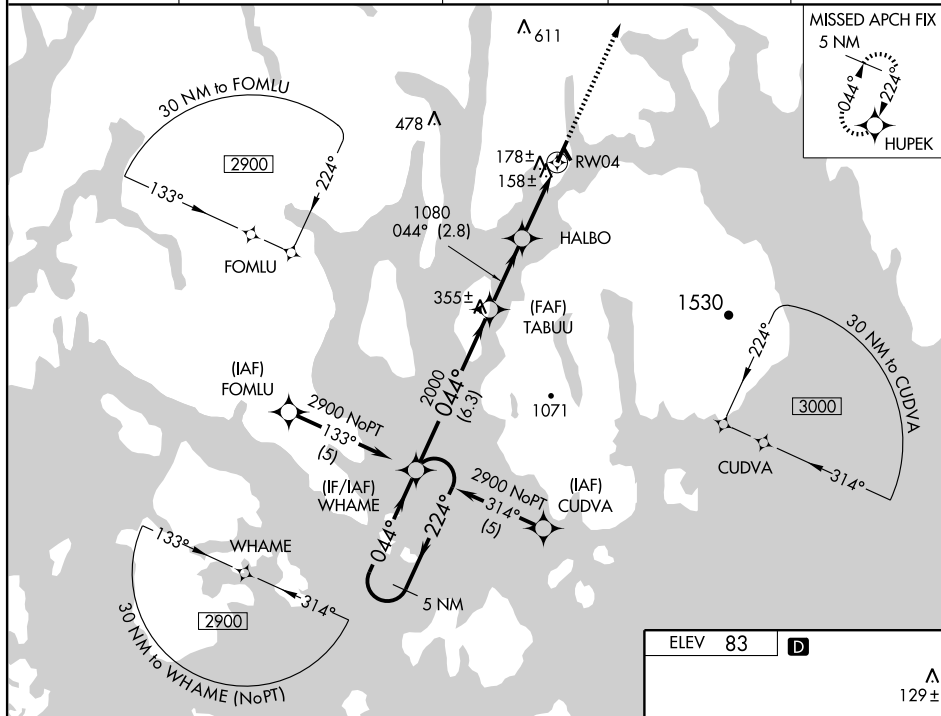 MISSED APCH FIX
5 NM
044°
224°
HUPEK
611
30 NM to FOMLU
2900
133°
224°
FOMLU
478
178±
158±
RW04
1080
044° (2.8)
HALBO
355±
(FAF)
TABUU
1530
224°
30 NM to CUDVA
3000
CUDVA
314°
(IAF)
FOMLU
2900 NoPT
133°
(5)
2000
044°
(6.3)
1071
(IF/IAF)
WHAME
2900 NoPT
314°
(5)
(IAF)
CUDVA
044°
224°
5 NM
133°
WHAME
314°
2900
30 NM to WHAME (NoPT)
ELEV 83
D
129±